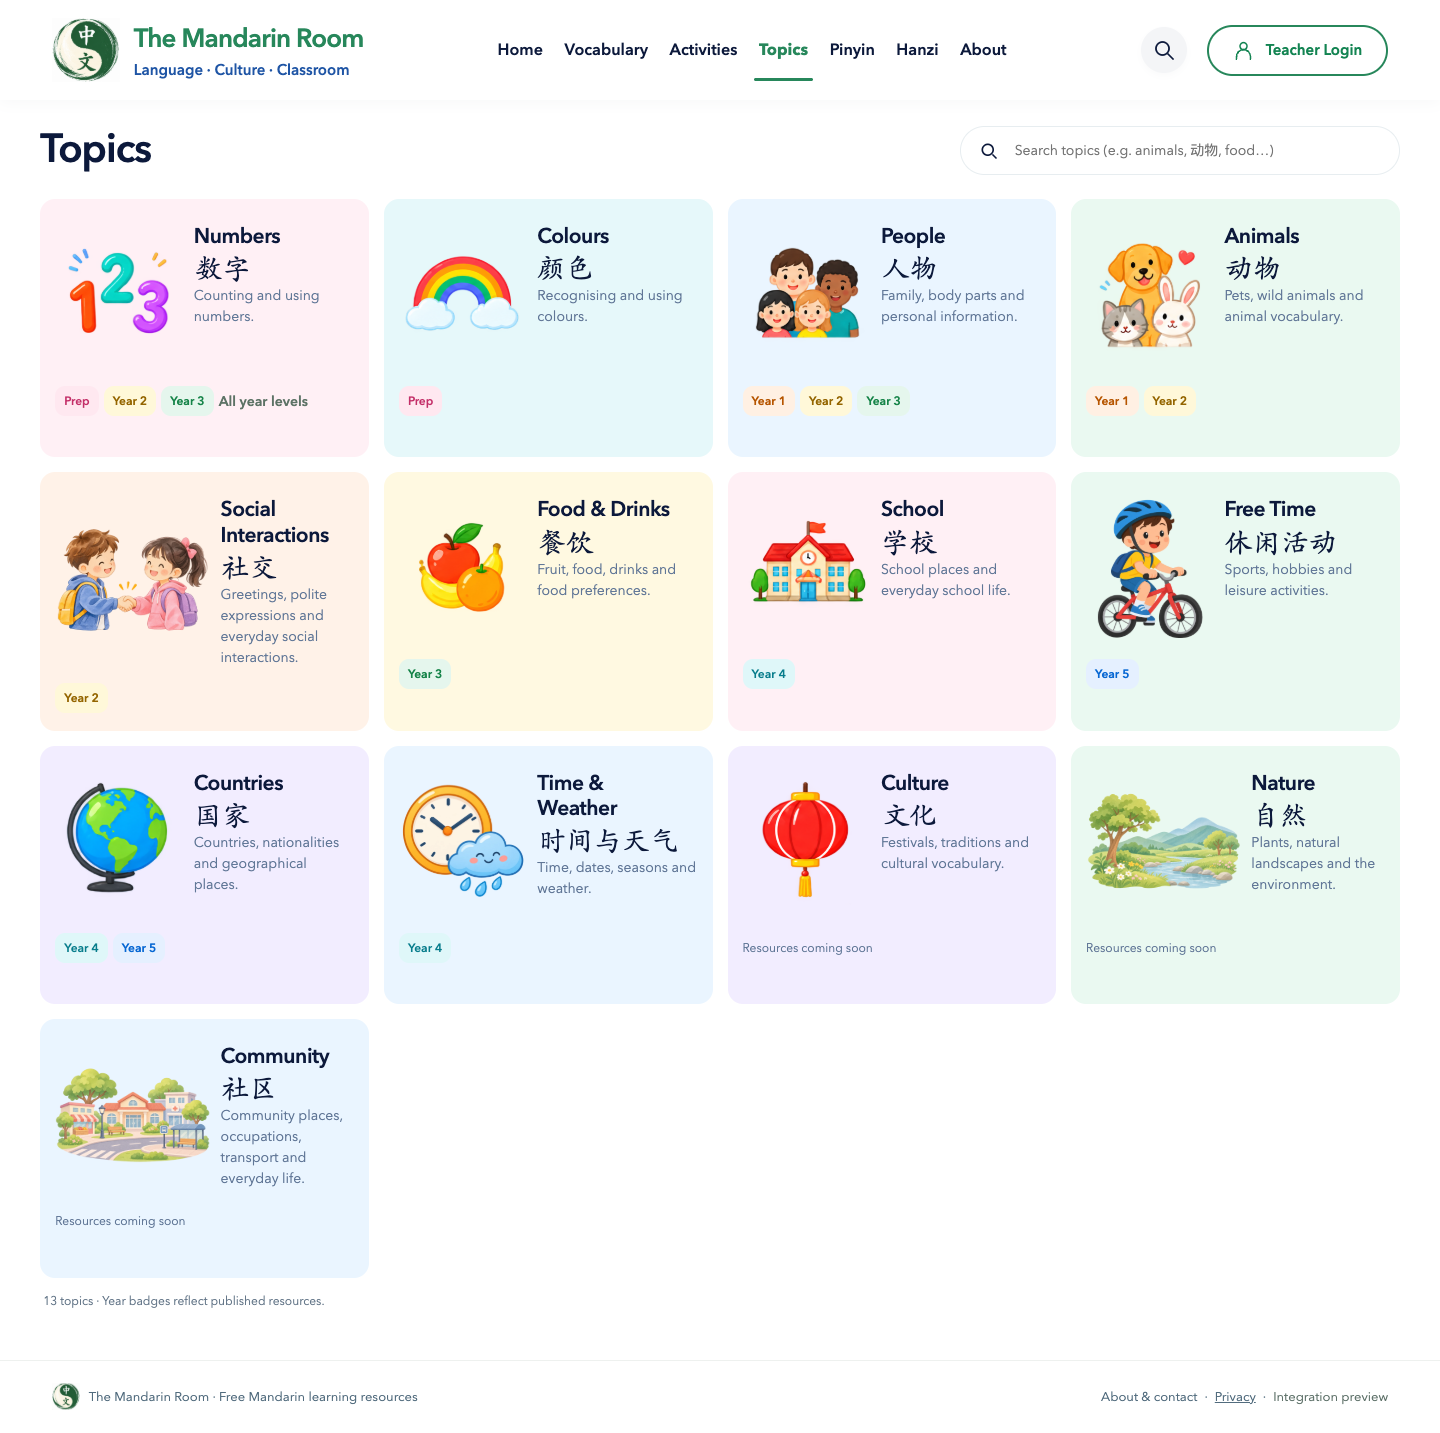 中文
The Mandarin Room
Language · Culture · Classroom
Home Vocabulary Activities Topics Pinyin Hanzi About
Teacher Login
Topics
Search topics (e.g. animals, 动物, food…)
123
Numbers
数字
Counting and using
numbers.
Prep Year 2 Year 3 All year levels
Colours
颜色
Recognising and using
colours.
Prep
People
人物
Family, body parts and
personal information.
Year 1 Year 2 Year 3
Animals
动物
Pets, wild animals and
animal vocabulary.
Year 1 Year 2
Social
Interactions
社交
Greetings, polite
expressions and
everyday social
interactions.
Year 2
Food & Drinks
餐饮
Fruit, food, drinks and
food preferences.
Year 3
School
学校
School places and
everyday school life.
Year 4
Free Time
休闲活动
Sports, hobbies and
leisure activities.
Year 5
Countries
国家
Countries, nationalities
and geographical
places.
Year 4 Year 5
Time &
Weather
时间与天气
Time, dates, seasons and
weather.
Year 4
Culture
文化
Festivals, traditions and
cultural vocabulary.
Resources coming soon
Nature
自然
Plants, natural
landscapes and the
environment.
Resources coming soon
Community
社区
Community places,
occupations,
transport and
everyday life.
Resources coming soon
13 topics · Year badges reflect published resources.
中文
The Mandarin Room · Free Mandarin learning resources
About & contact · Privacy · Integration preview